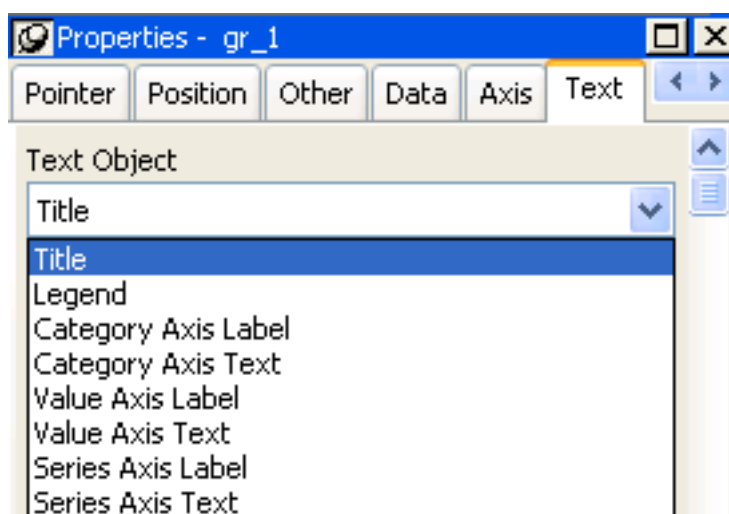 Properties - gr_1
Pointer Position Other Data Axis Text
Text Object
Title
Title
Legend
Category Axis Label
Category Axis Text
Value Axis Label
Value Axis Text
Series Axis Label
Series Axis Text